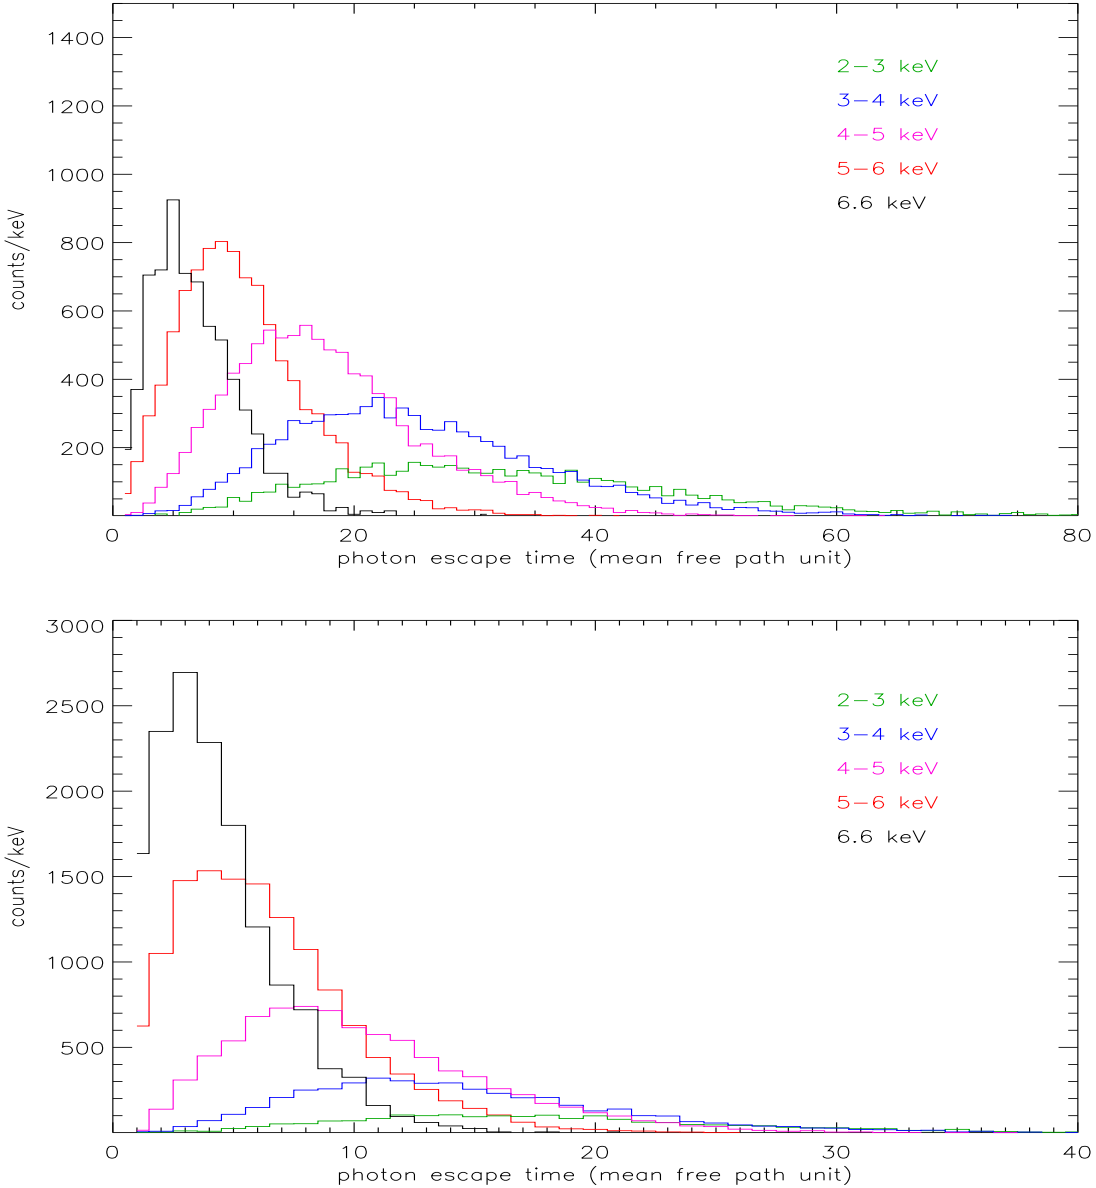 1400
1200
1000
800
600
400
200
counts/keV
2−3 keV
3−4 keV
4−5 keV
5−6 keV
6.6 keV
0 20 40 60 80
photon escape time (mean free path unit)
3000
2500
2000
1500
1000
500
counts/keV
2−3 keV
3−4 keV
4−5 keV
5−6 keV
6.6 keV
0 10 20 30 40
photon escape time (mean free path unit)